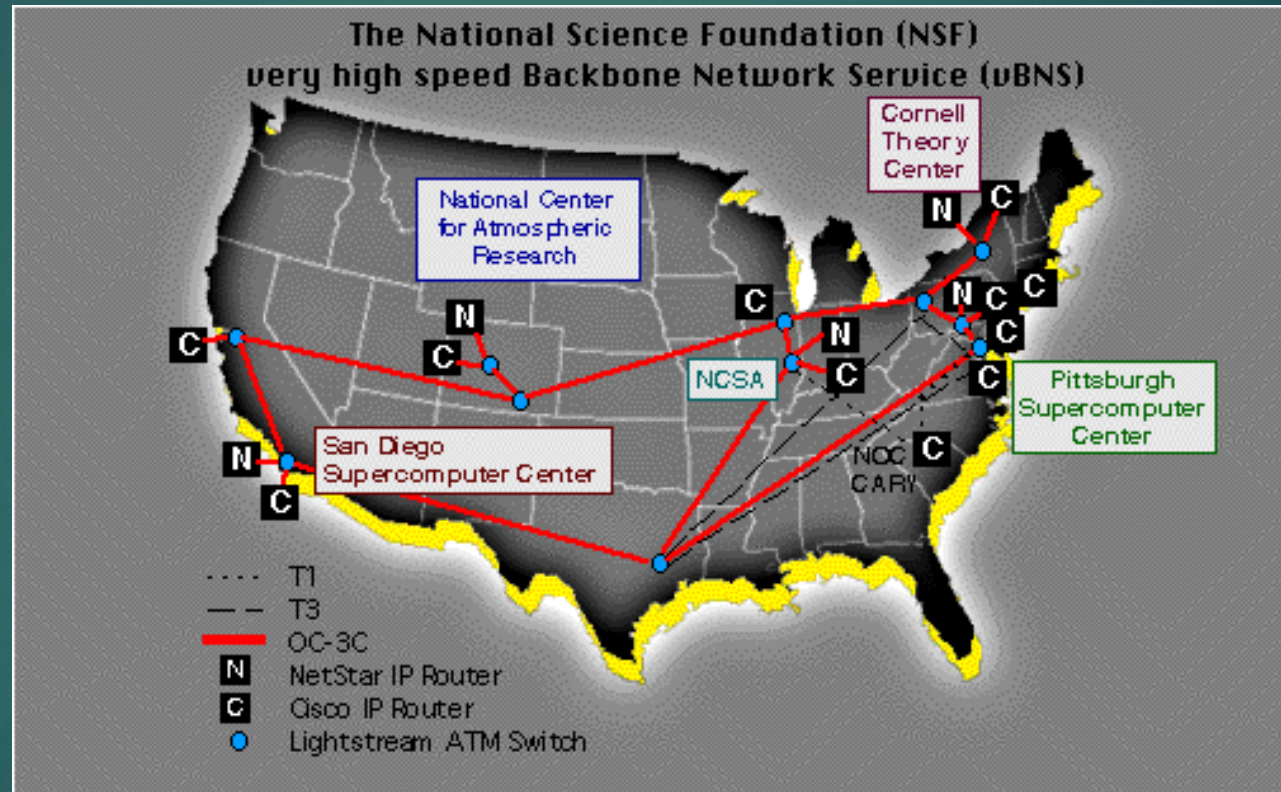 The National Science Foundation (NSF)
very high speed Backbone Network Service (vBNS)
Cornell
Theory
Center
National Center
for Atmospheric
Research
N
C
C
N
C
C
N
C
C
N
C
N
C
C
C
NCSA
Pittsburgh
Supercomputer
Center
San Diego
Supercomputer Center
N
C
NOC
CARY
C
T1
T3
OC-3C
N NetStar IP Router
C Cisco IP Router
Lightstream ATM Switch